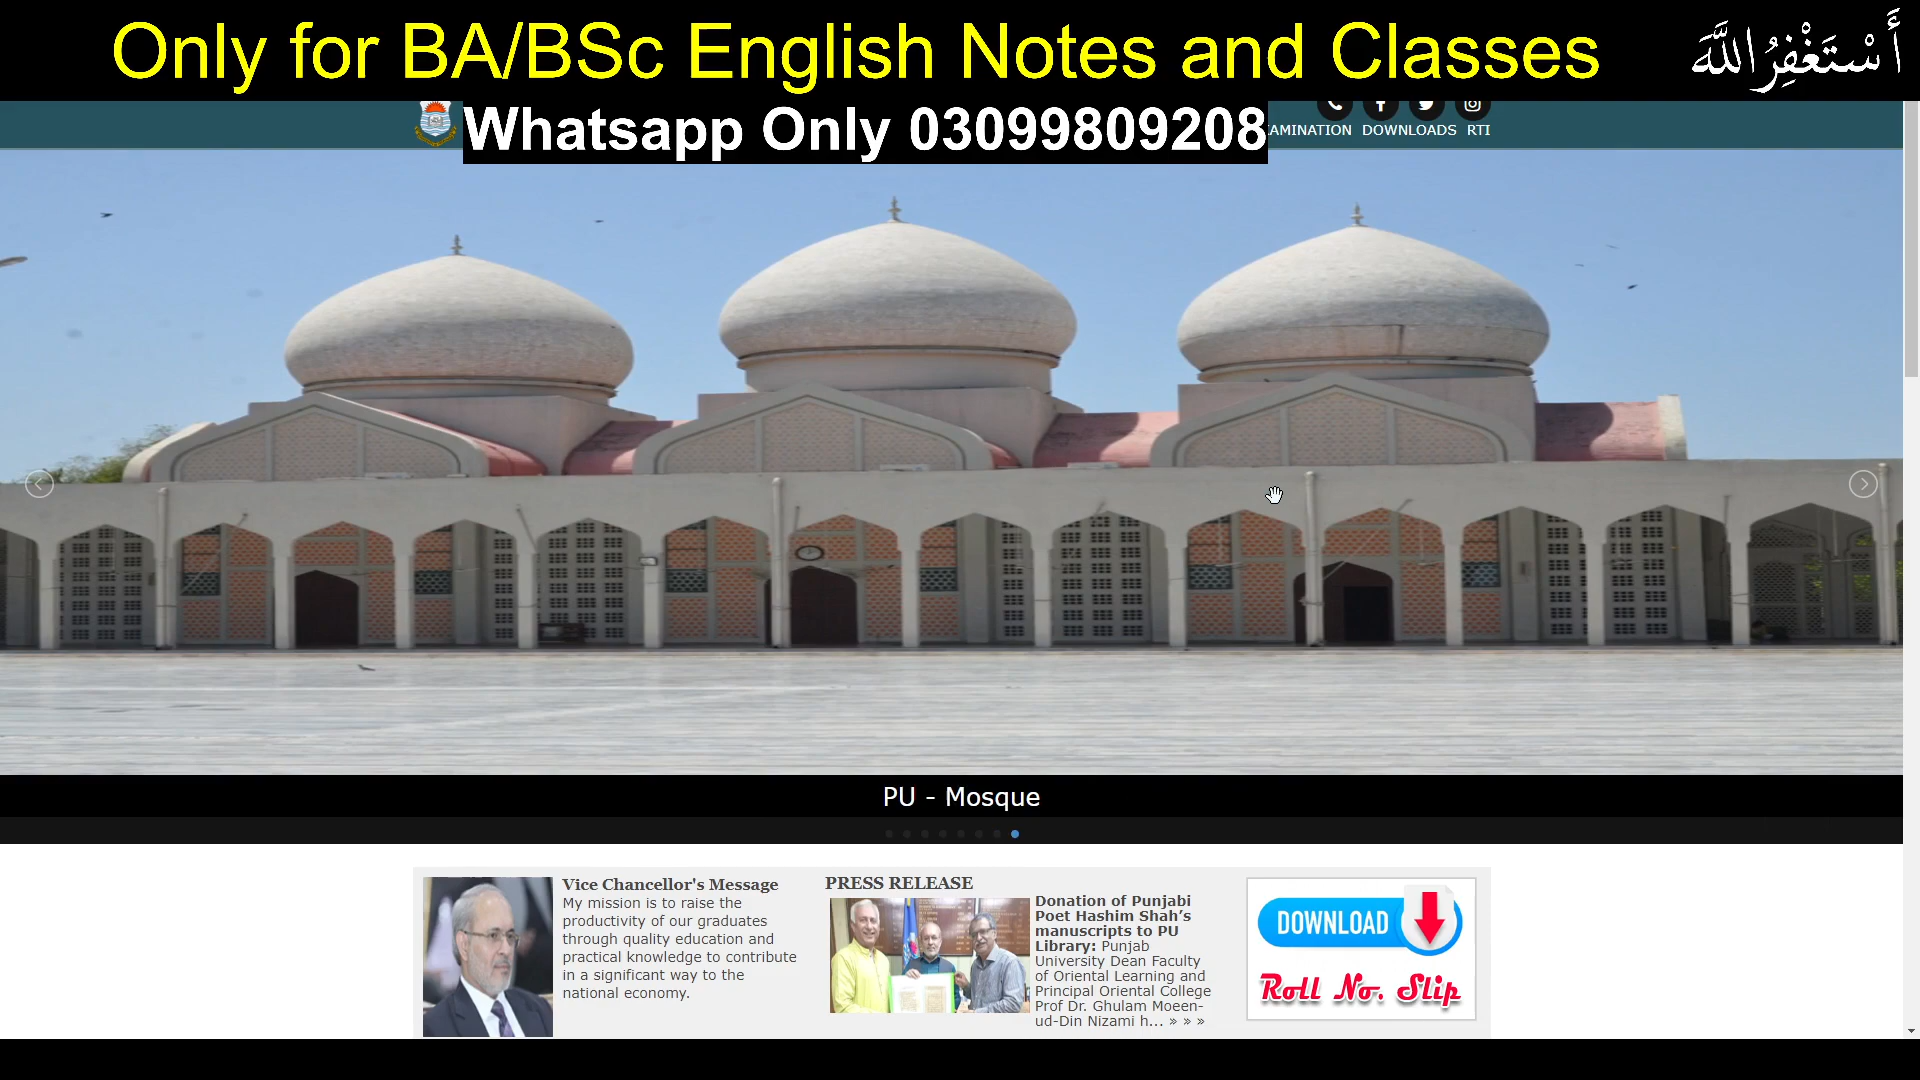 Only for BA/BSc English Notes and Classes
أَسْتَغْفِرُ اللَّهَ
Whatsapp Only 03099809208
AMINATION DOWNLOADS RTI
PU - Mosque
Vice Chancellor's Message
My mission is to raise the
productivity of our graduates
through quality education and
practical knowledge to contribute
in a significant way to the
national economy.
PRESS RELEASE
Donation of Punjabi
Poet Hashim Shah’s
manuscripts to PU
Library: Punjab
University Dean Faculty
of Oriental Learning and
Principal Oriental College
Prof Dr. Ghulam Moeen-
ud-Din Nizami h... » » »
DOWNLOAD
Roll No. Slip